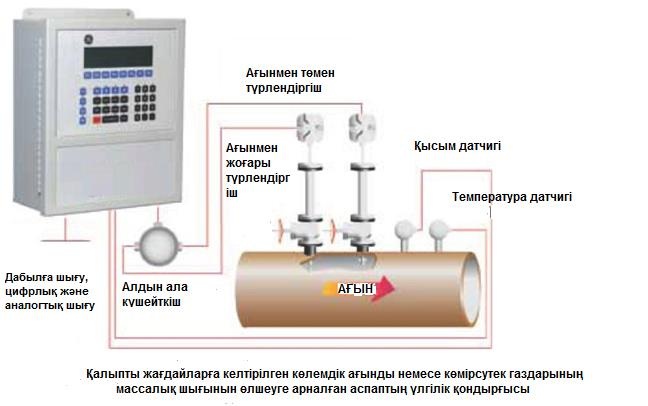 Ағынмен төмен
түрлендіргіш
Ағынмен
жоғары
түрлендірг
іш
Қысым датчигі
Температура датчигі
Дабылға шығу,
цифрлық және
аналогтық шығу
Алдын ала
күшейткіш
АҒЫН
Қалыпты жағдайларға келтірілген көлемдік ағынды немесе көмірсутек газдарының
массалық шығынын өлшеуге арналған аспаптың үлгілік қондырғысы